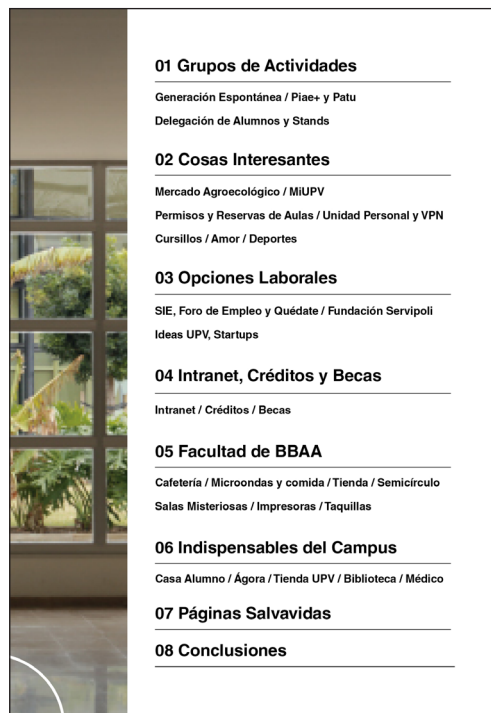 01 Grupos de Actividades
Generación Espontánea / Piae+ y Patu
Delegación de Alumnos y Stands
02 Cosas Interesantes
Mercado Agroecológico / MiUPV
Permisos y Reservas de Aulas / Unidad Personal y VPN
Cursillos / Amor / Deportes
03 Opciones Laborales
SIE, Foro de Empleo y Quédate / Fundación Servipoli
Ideas UPV, Startups
04 Intranet, Créditos y Becas
Intranet / Créditos / Becas
05 Facultad de BBAA
Cafetería / Microondas y comida / Tienda / Semicírculo
Salas Misteriosas / Impresoras / Taquillas
06 Indispensables del Campus
Casa Alumno / Ágora / Tienda UPV / Biblioteca / Médico
07 Páginas Salvavidas
08 Conclusiones